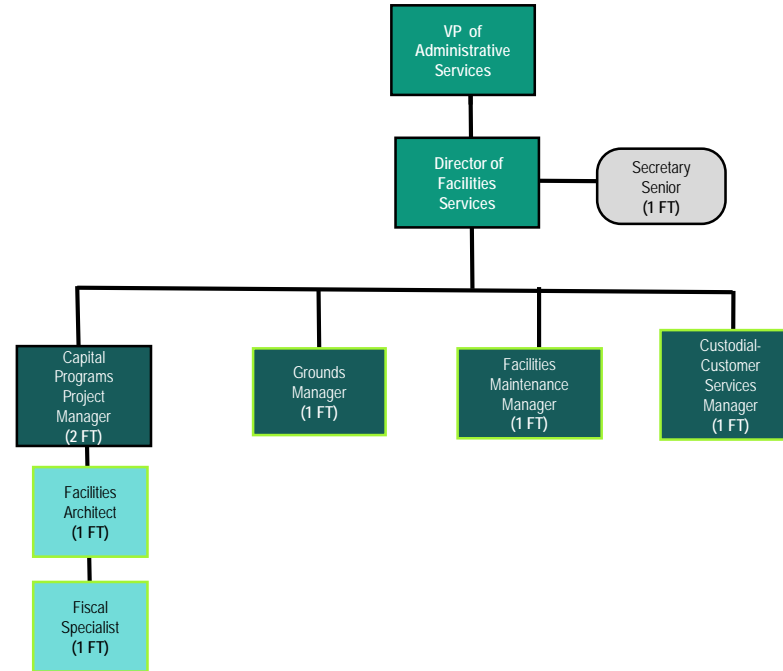 VP of
Administrative
Services
Director of
Facilities
Services
Secretary
Senior
(1 FT)
Capital
Programs
Project
Manager
(2 FT)
Grounds
Manager
(1 FT)
Facilities
Maintenance
Manager
(1 FT)
Custodial-
Customer
Services
Manager
(1 FT)
Facilities
Architect
(1 FT)
Fiscal
Specialist
(1 FT)